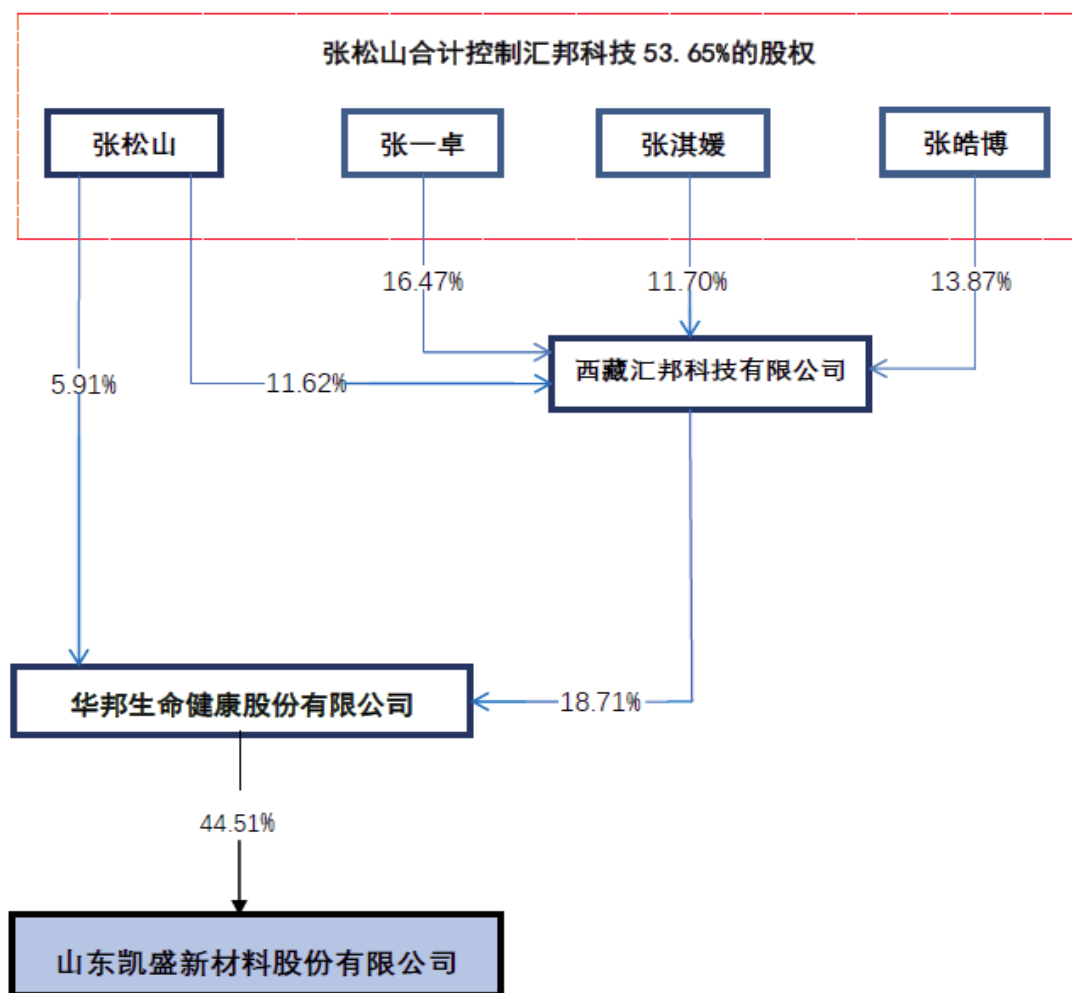 张松山合计控制汇邦科技 53.65%的股权
张松山
张一卓
张淇媛
张皓博
16.47%
11.70%
13.87%
西藏汇邦科技有限公司
5.91%
11.62%
华邦生命健康股份有限公司
18.71%
44.51%
山东凯盛新材料股份有限公司